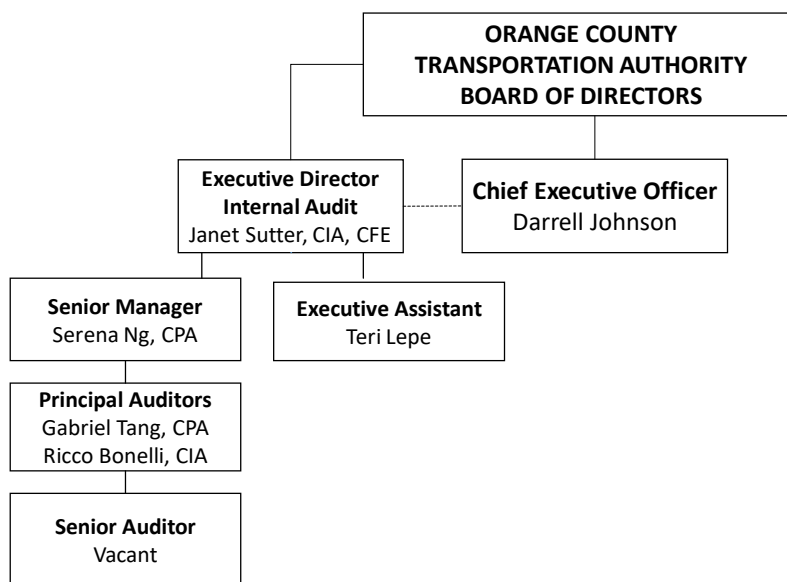 ORANGE COUNTY
TRANSPORTATION AUTHORITY
BOARD OF DIRECTORS
Executive Director
Internal Audit
Janet Sutter, CIA, CFE
Chief Executive Officer
Darrell Johnson
Senior Manager
Serena Ng, CPA
Executive Assistant
Teri Lepe
Principal Auditors
Gabriel Tang, CPA
Ricco Bonelli, CIA
Senior Auditor
Vacant